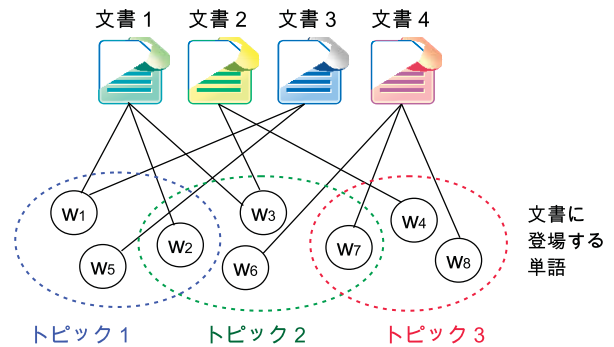 文書 1 文書 2 文書 3 文書 4
w1 w3 w4
w5 w2 w6 w7 w8
文書に
登場する
単語
トピック 1 トピック 2 トピック 3